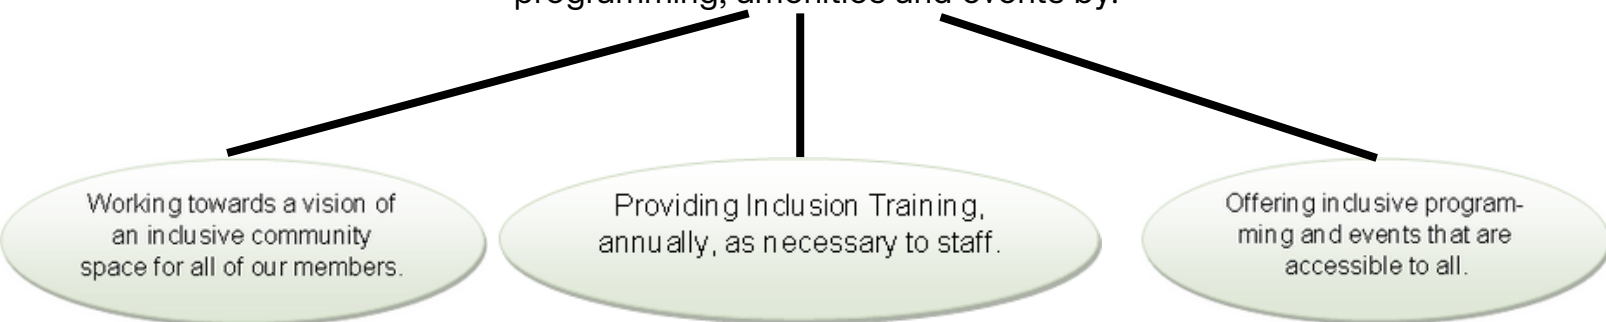 programming, amenities and events by:
Working towards a vision of
an inclusive community
space for all of our members.
Providing Inclusion Training,
annually, as necessary to staff.
Offering inclusive program-
ming and events that are
accessible to all.